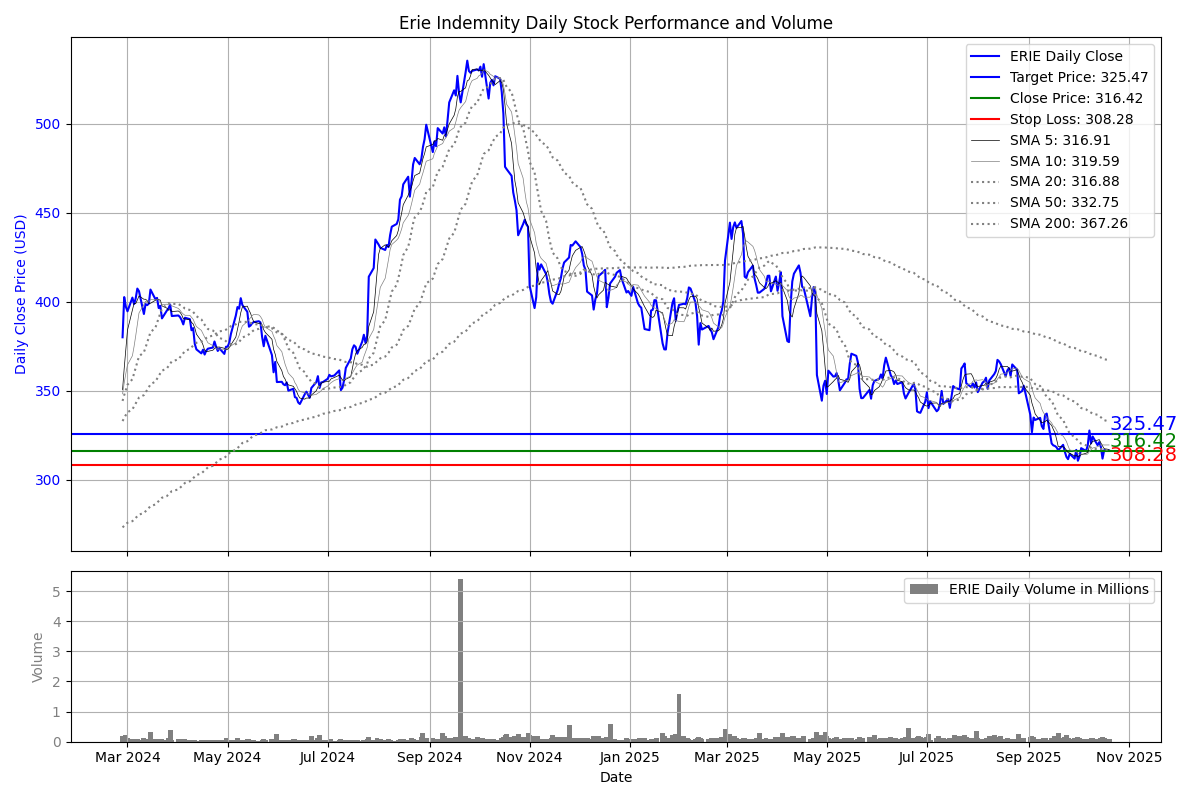 Erie Indemnity Daily Stock Performance and Volume
ERIE Daily Close
Target Price: 325.47
Close Price: 316.42
Stop Loss: 308.28
SMA 5: 316.91
SMA 10: 319.59
SMA 20: 316.88
SMA 50: 332.75
SMA 200: 367.26
Daily Close Price (USD)
500
450
400
350
300
325.47
316.42
308.28
ERIE Daily Volume in Millions
Volume
5
4
3
2
1
0
Mar 2024 May 2024 Jul 2024 Sep 2024 Nov 2024 Jan 2025 Mar 2025 May 2025 Jul 2025 Sep 2025 Nov 2025
Date